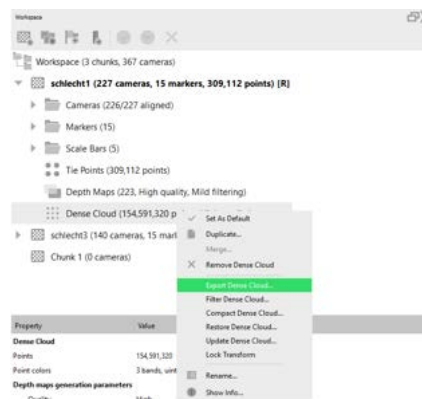 Workspace
Workspace (3 chunks, 367 cameras)
schlecht1 (227 cameras, 15 markers, 309,112 points) [R]
Cameras (226/227 aligned)
Markers (15)
Scale Bars (5)
Tie Points (309,112 points)
Depth Maps (223, High quality, Mild filtering)
Dense Cloud (154,591,320 p
Set As Default
schlecht3 (140 cameras, 15 mar
Duplicate...
Merge...
Chunk 1 (0 cameras)
Remove Dense Cloud
Export Dense Cloud...
Filter Dense Cloud...
Compact Dense Cloud...
Restore Dense Cloud...
Update Dense Cloud...
Lock Transform
Rename...
Show Info...
Property Value
Dense Cloud
Points 154,591,320
Point colors 3 bands, uint
Depth maps generation parameters
Quality High